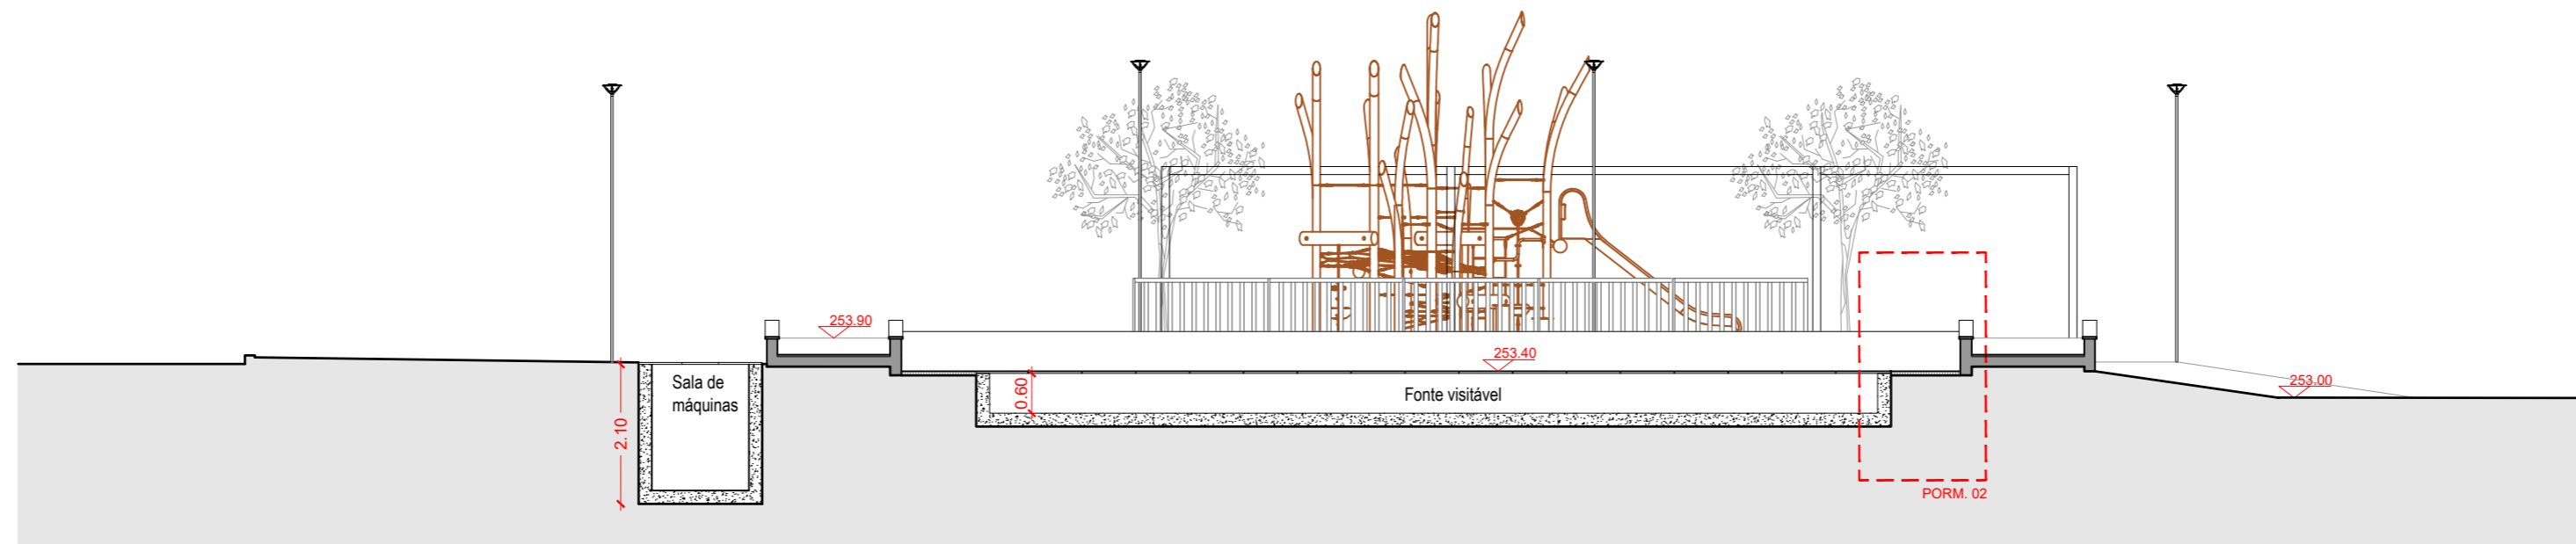 253.90
253.40
Sala de
máquinas
0.60
Fonte visitável
253.00
2.10
PORM. 02